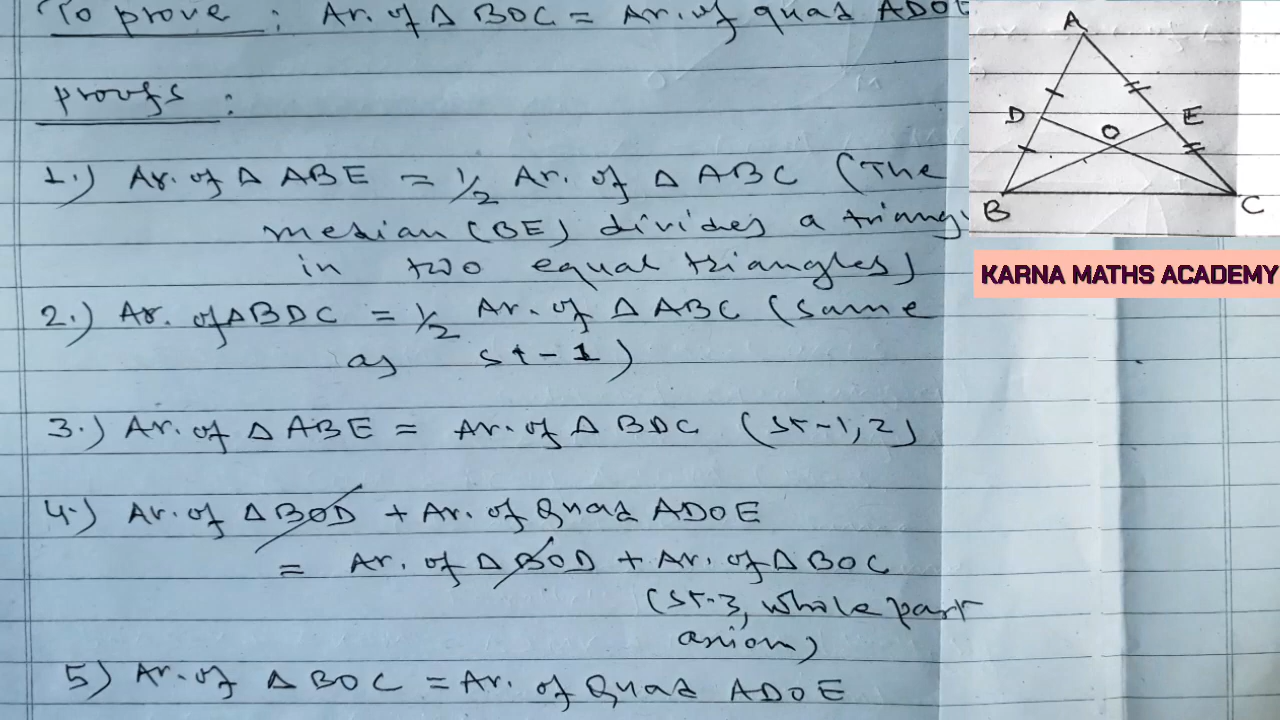 To prove : Ar. of Δ BOC = Ar. of quad ADOE
Proofs :
1.) Ar. of Δ ABE = 1/2 Ar. of Δ ABC (The
median (BE) divides a triangl
in two equal triangles)
2.) Ar. of Δ BDC = 1/2 Ar. of Δ ABC (same
as st-1)
3.) Ar. of Δ ABE = Ar. of Δ BDC (st-1,2)
4.) Ar. of Δ BOD + Ar. of Quad ADOE
= Ar. of Δ BOD + Ar. of Δ BOC
(st-3, whole part
axiom)
5) Ar. of Δ BOC = Ar. of Quad ADOE
A
D
O
E
B
C
KARNA MATHS ACADEMY